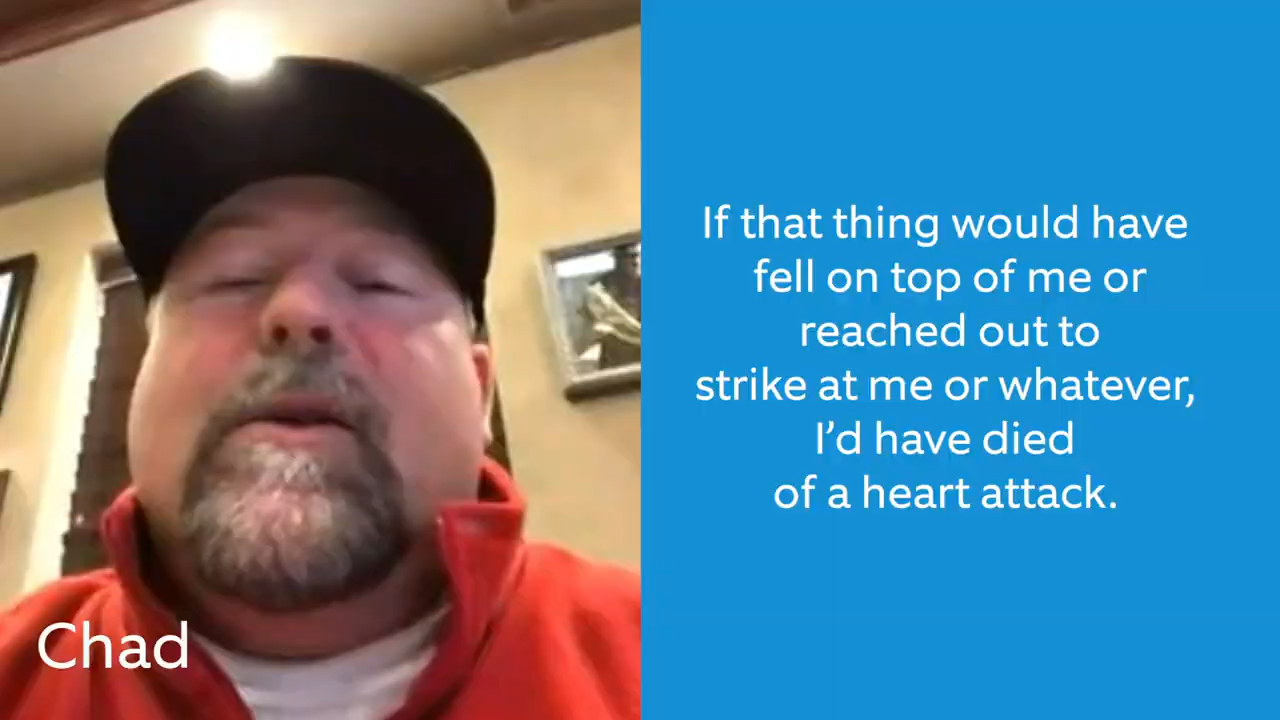 If that thing would have
fell on top of me or
reached out to
strike at me or whatever,
I’d have died
of a heart attack.
Chad